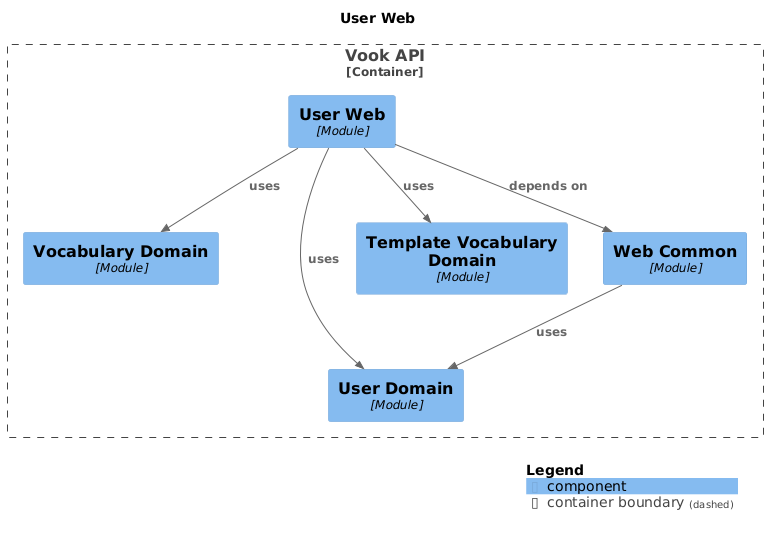 User Web
Vook API
[Container]
User Web
[Module]
uses
uses
depends on
Vocabulary Domain
[Module]
uses
Template Vocabulary
Domain
[Module]
Web Common
[Module]
uses
User Domain
[Module]
Legend
component
container boundary (dashed)